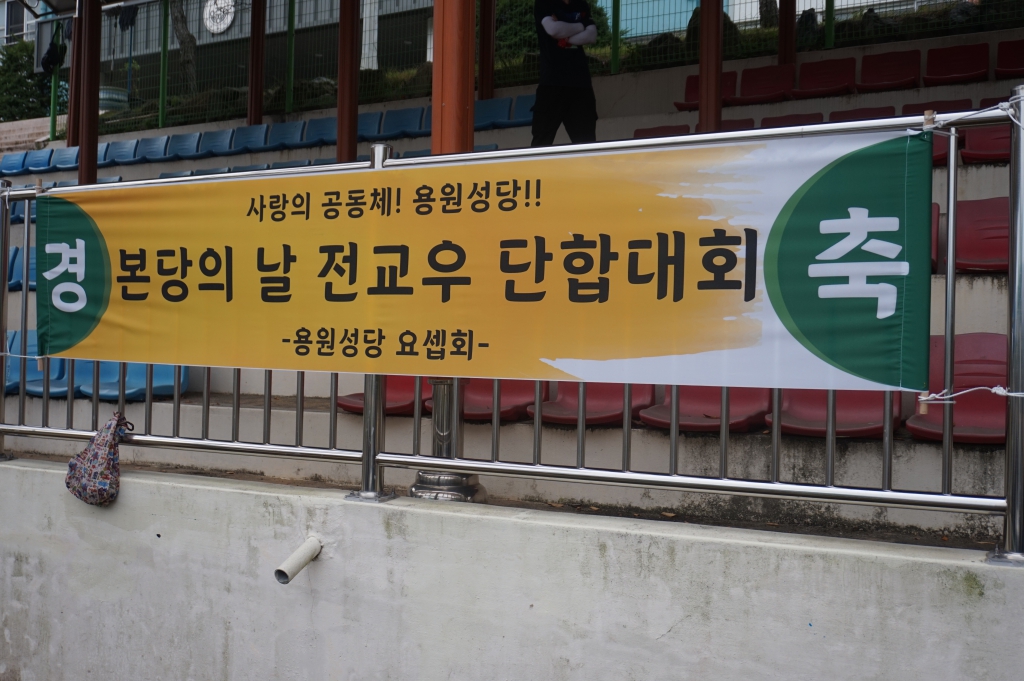 사랑의 공동체! 용원성당!!
경 본당의 날 전교우 단합대회 축
-용원성당 요셉회-